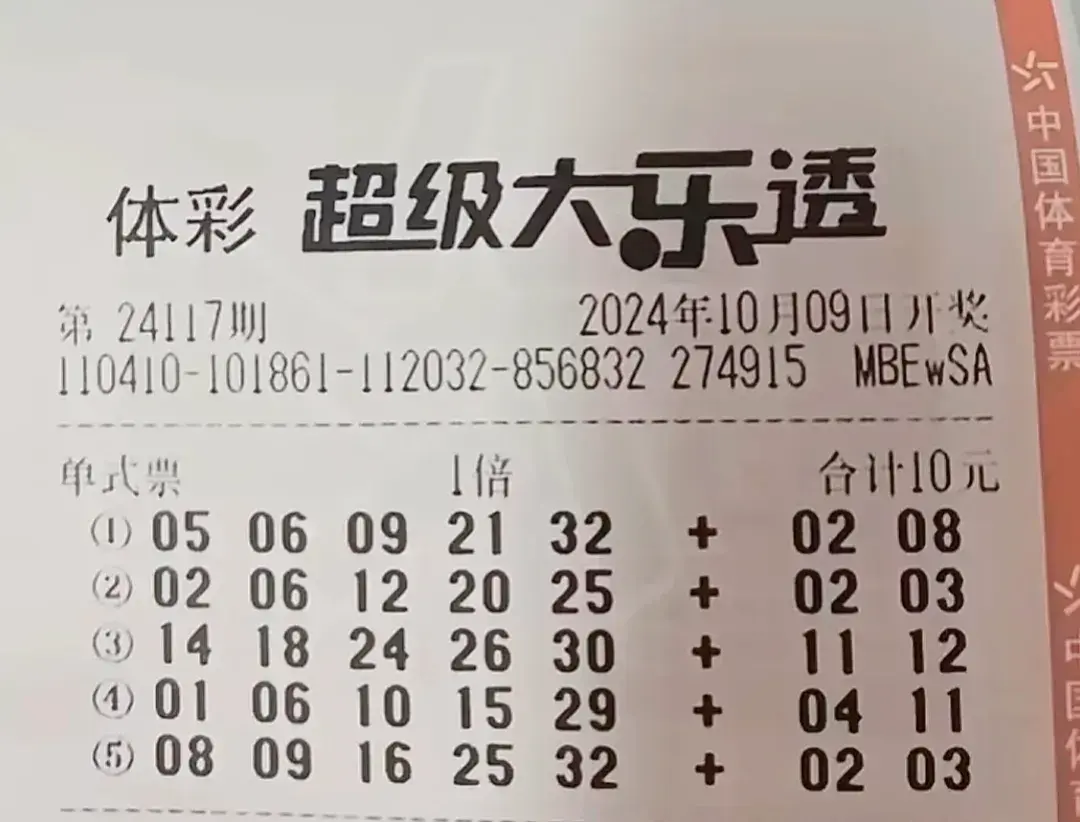 体彩 超级大乐透
第 24117期 2024年10月09日开奖
110410-101861-112032-856832 274915 MBEwSA
单式票 1倍 合计10元
(1) 05 06 09 21 32 + 02 08
(2) 02 06 12 20 25 + 02 03
(3) 14 18 24 26 30 + 11 12
(4) 01 06 10 15 29 + 04 11
(5) 08 09 16 25 32 + 02 03
中国体育彩票
中国体育